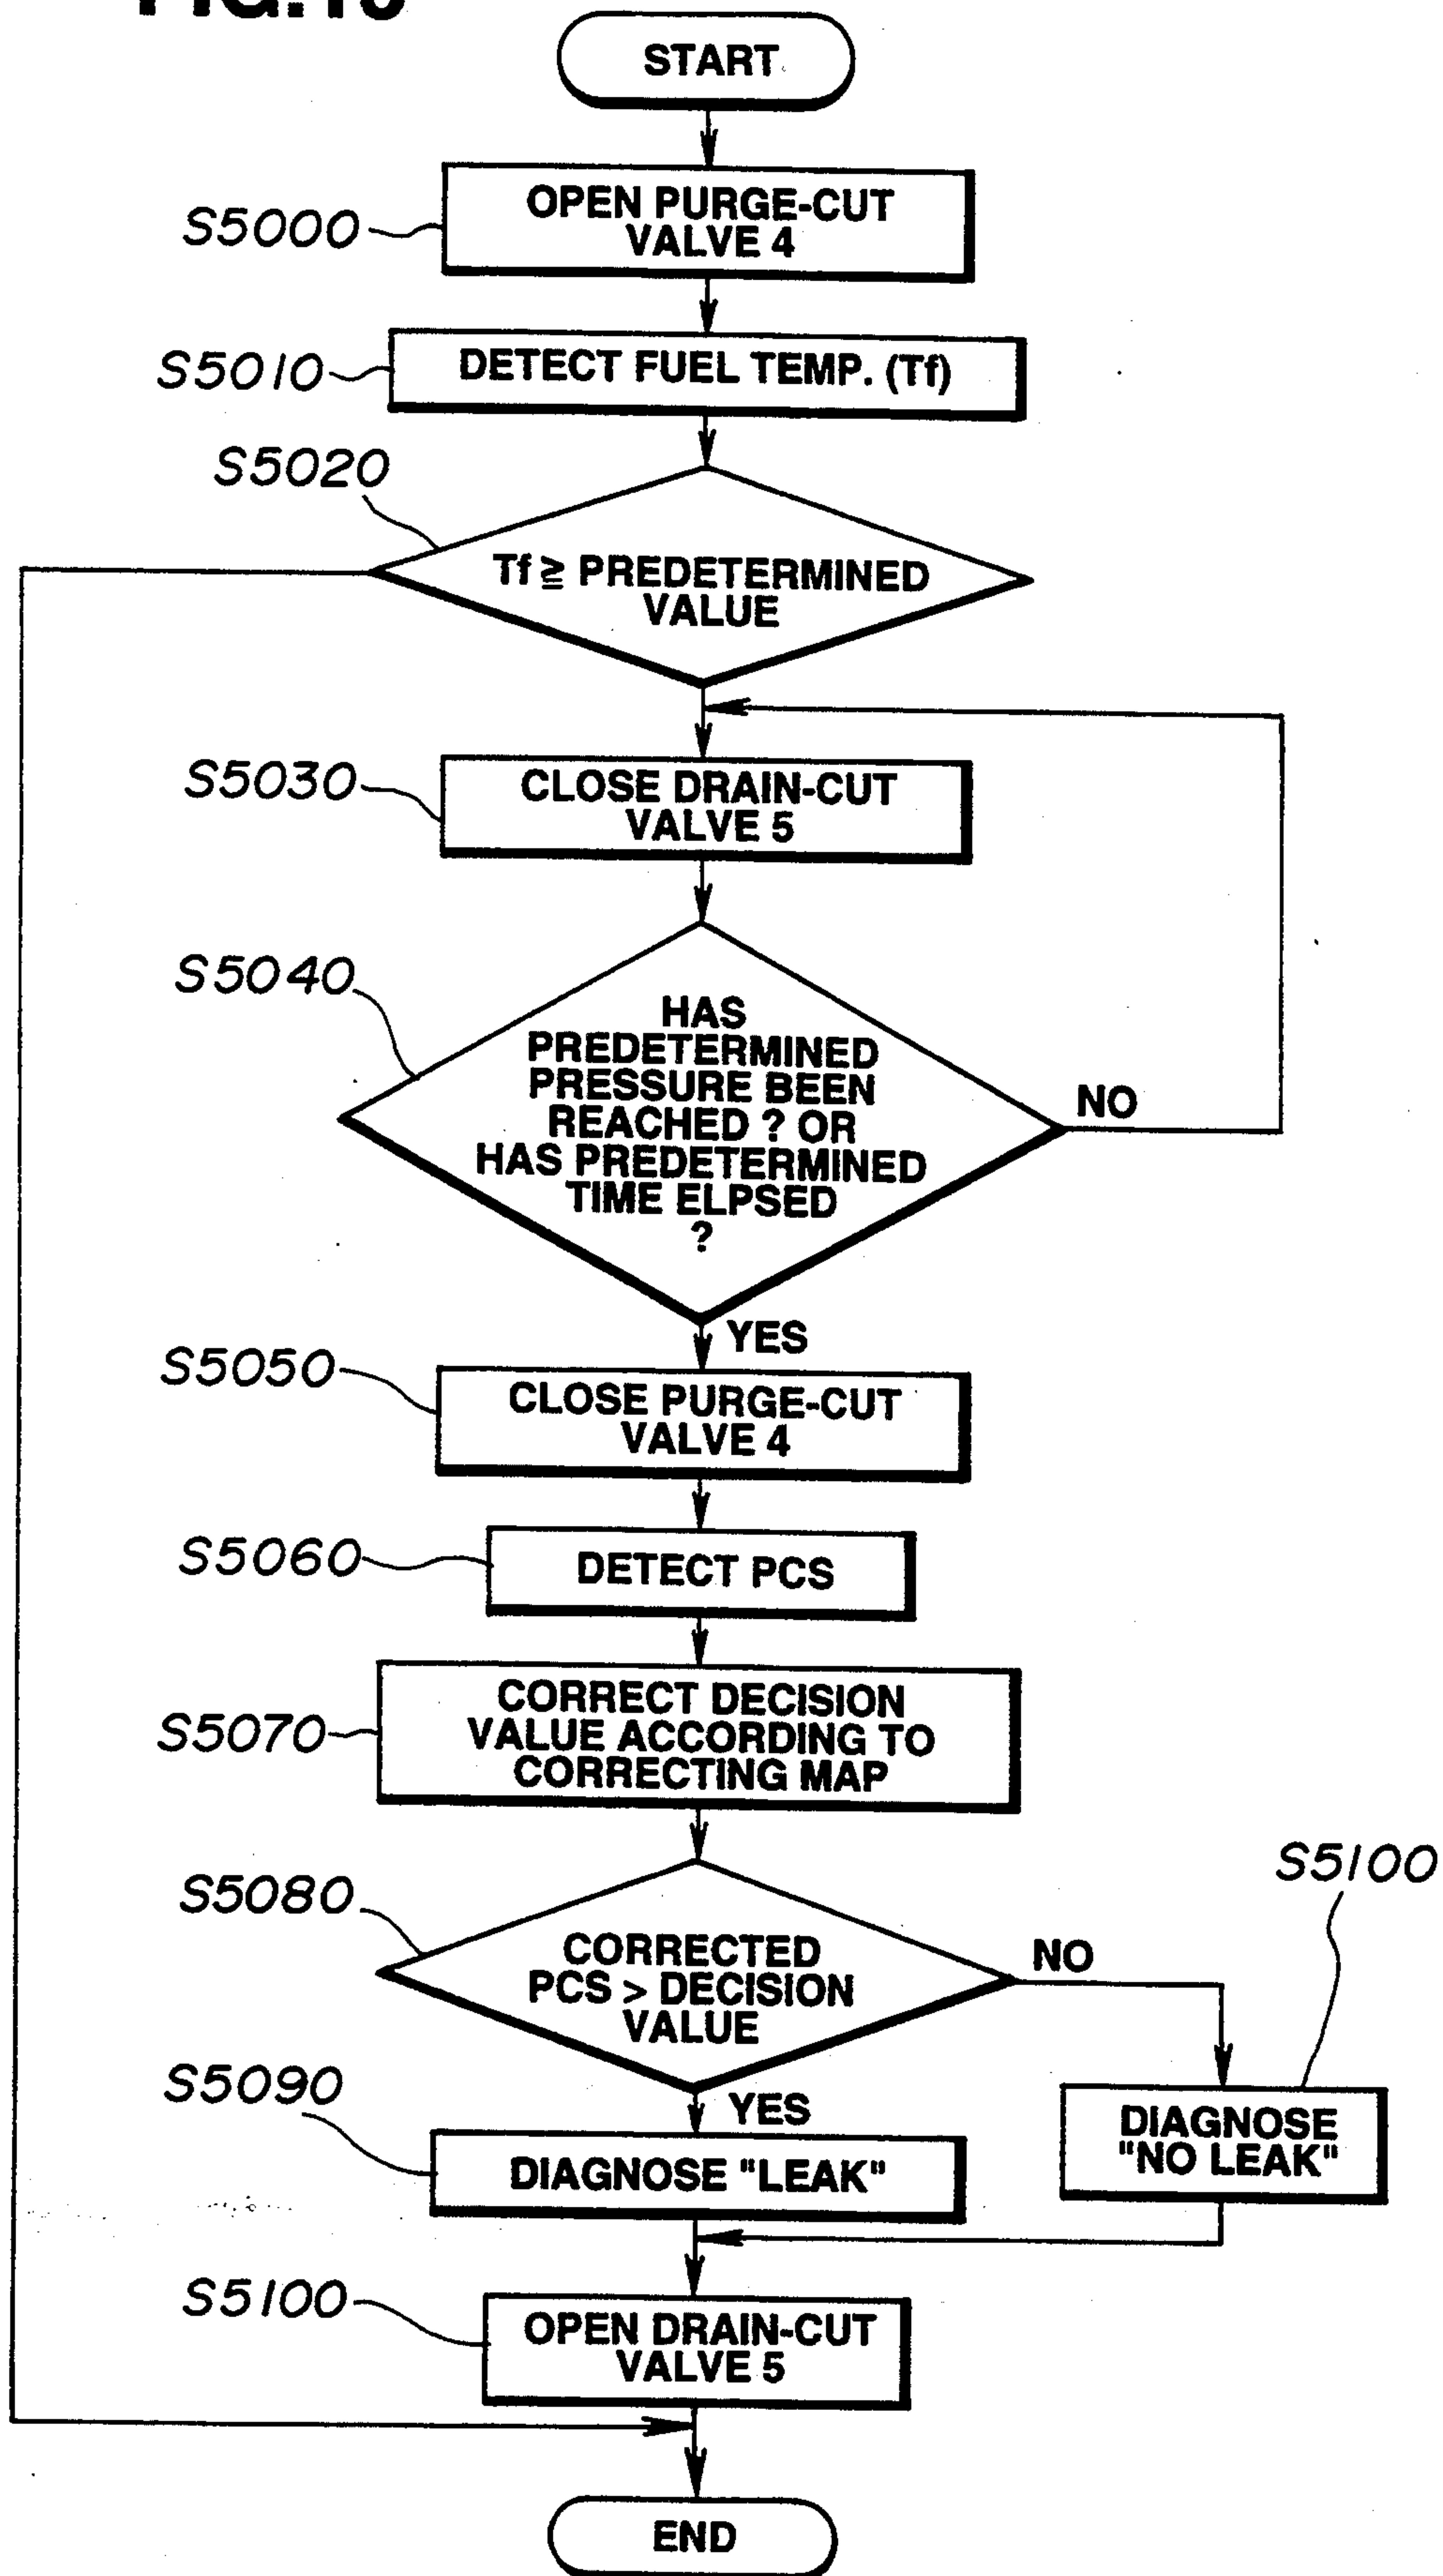 START
S5000
OPEN PURGE-CUT
VALVE 4
S5010
DETECT FUEL TEMP. (Tf)
S5020
Tf ≧ PREDETERMINED
VALUE
S5030
CLOSE DRAIN-CUT
VALVE 5
S5040
HAS
PREDETERMINED
PRESSURE BEEN
REACHED ? OR
HAS PREDETERMINED
TIME ELPSED
?
NO
YES
S5050
CLOSE PURGE-CUT
VALVE 4
S5060
DETECT PCS
S5070
CORRECT DECISION
VALUE ACCORDING TO
CORRECTING MAP
S5080
CORRECTED
PCS > DECISION
VALUE
NO
S5100
YES
S5090
DIAGNOSE "LEAK"
DIAGNOSE
"NO LEAK"
S5100
OPEN DRAIN-CUT
VALVE 5
END